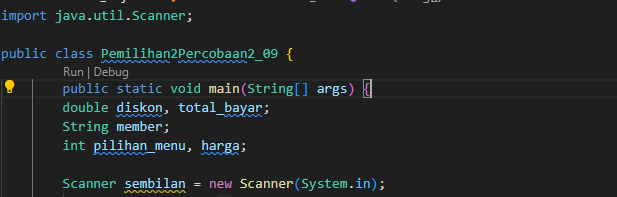 import java.util.Scanner;
public class Pemilihan2Percobaan2_09 {
Run | Debug
public static void main(String[] args) {
double diskon, total_bayar;
String member;
int pilihan_menu, harga;
Scanner sembilan = new Scanner(System.in);